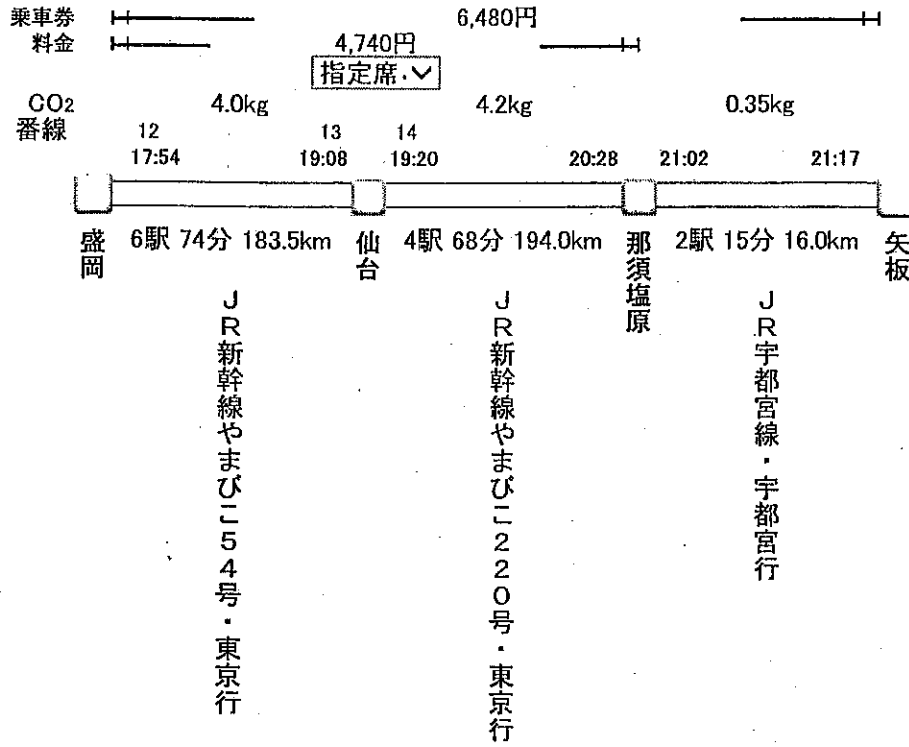 乗車券 6,480円
料金 4,740円
指定席
CO2 4.0kg 4.2kg 0.35kg
番線 12 13 14
17:54 19:08 19:20 20:28 21:02 21:17
6駅 74分 183.5km 4駅 68分 194.0km 2駅 15分 16.0km
盛岡
仙台
那須塩原
矢板
JR新幹線やまびこ54号・東京行
JR新幹線やまびこ220号・東京行
JR宇都宮線・宇都宮行